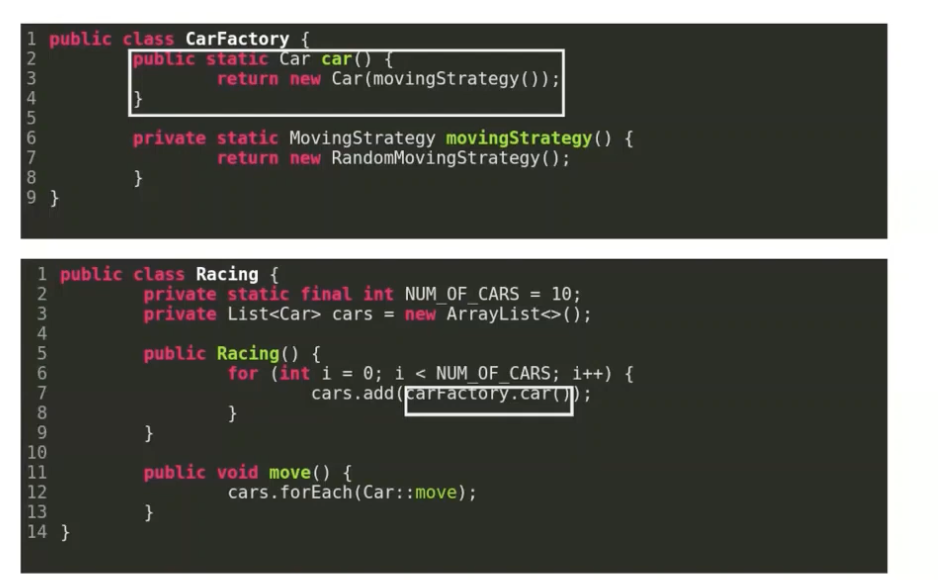 1 public class CarFactory {
2 public static Car car() {
3 return new Car(movingStrategy());
4 }
5
6 private static MovingStrategy movingStrategy() {
7 return new RandomMovingStrategy();
8 }
9 }
1 public class Racing {
2 private static final int NUM_OF_CARS = 10;
3 private List<Car> cars = new ArrayList<>();
4
5 public Racing() {
6 for (int i = 0; i < NUM_OF_CARS; i++) {
7 cars.add(carFactory.car());
8 }
9 }
10
11 public void move() {
12 cars.forEach(Car::move);
13 }
14 }